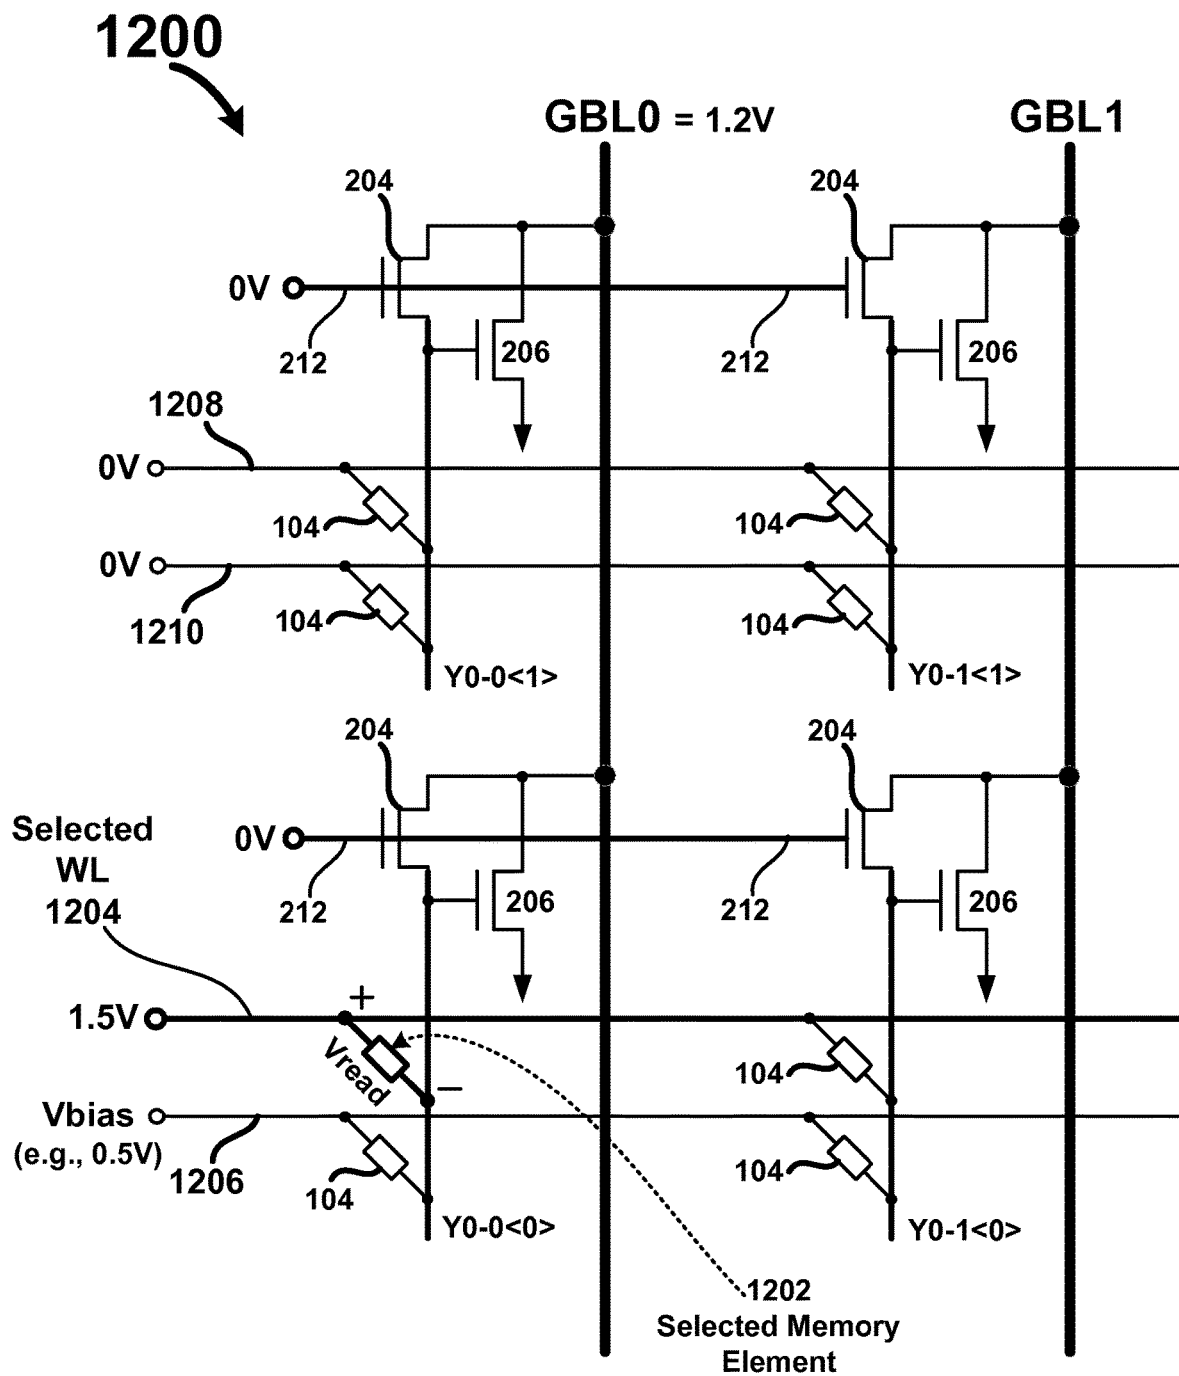 1200
GBL0 = 1.2V
GBL1
204
204
0V
212
206
212
206
1208
0V
104
104
0V
1210
104
104
Y0-0<1>
Y0-1<1>
204
204
Selected
WL
1204
0V
212
206
212
206
1.5V
+
Vread
−
104
Vbias
(e.g., 0.5V)
1206
104
104
Y0-0<0>
Y0-1<0>
1202
Selected Memory
Element